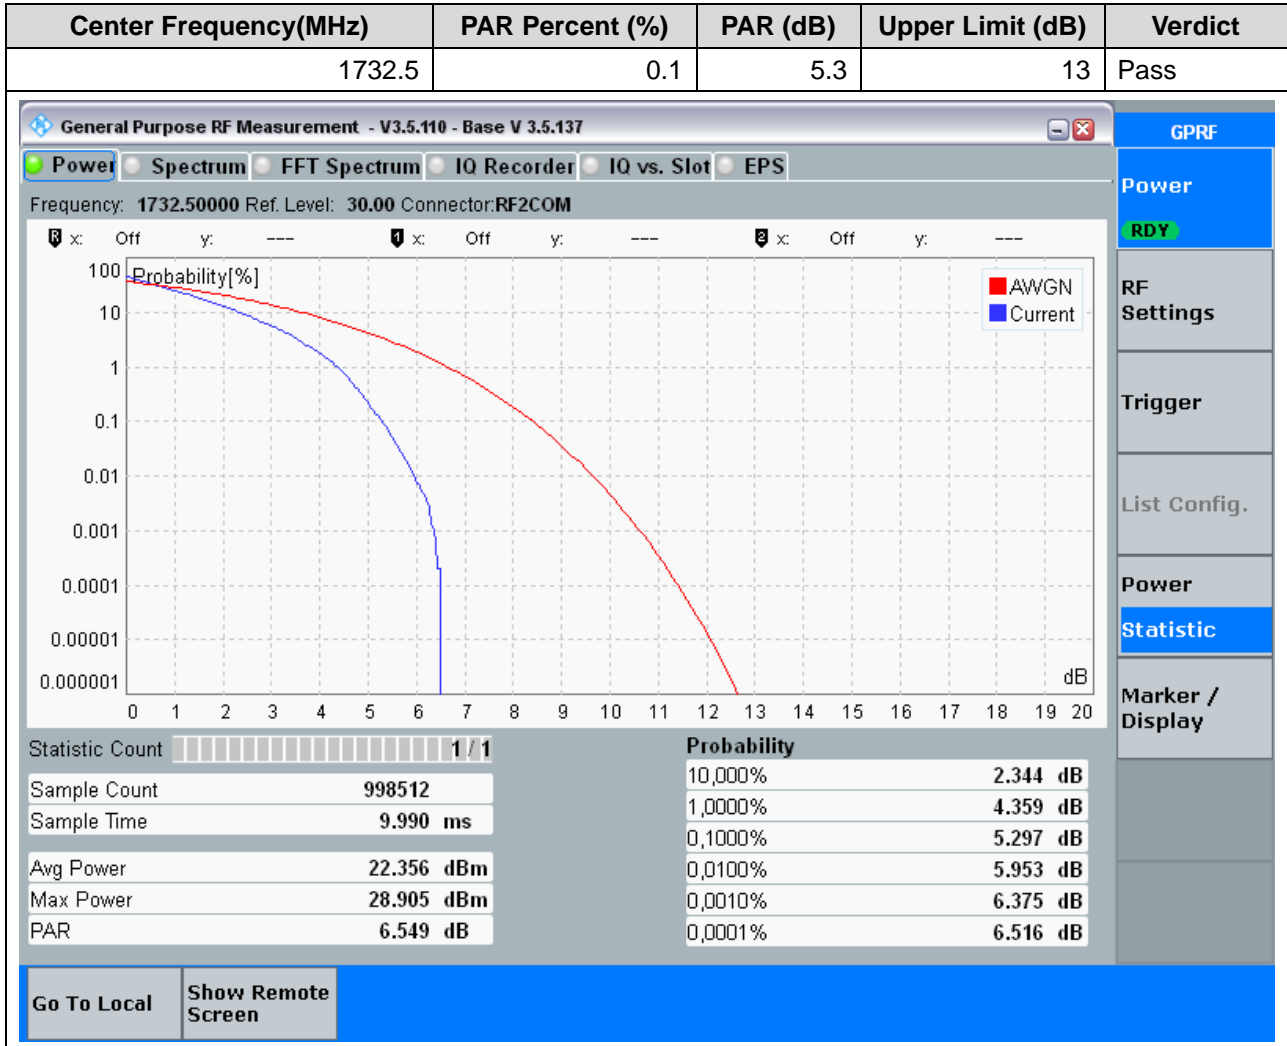 Center Frequency(MHz) PAR Percent (%) PAR (dB) Upper Limit (dB) Verdict
1732.5 0.1 5.3 13 Pass
General Purpose RF Measurement - V3.5.110 - Base V 3.5.137
GPRF
Power Spectrum FFT Spectrum IQ Recorder IQ vs. Slot EPS
Frequency: 1732.50000 Ref. Level: 30.00 Connector:RF2COM
R x: Off y: --- 1 x: Off y: --- 2 x: Off y: ---
Probability[%]
AWGN
Current
100
10
1
0.1
0.01
0.001
0.0001
0.00001
0.000001
dB
0 1 2 3 4 5 6 7 8 9 10 11 12 13 14 15 16 17 18 19 20
Statistic Count 1 / 1
Sample Count 998512
Sample Time 9.990 ms
Avg Power 22.356 dBm
Max Power 28.905 dBm
PAR 6.549 dB
Probability
10,000% 2.344 dB
1,0000% 4.359 dB
0,1000% 5.297 dB
0,0100% 5.953 dB
0,0010% 6.375 dB
0,0001% 6.516 dB
Power
RDY
RF
Settings
Trigger
List Config.
Power
Statistic
Marker /
Display
Go To Local
Show Remote
Screen